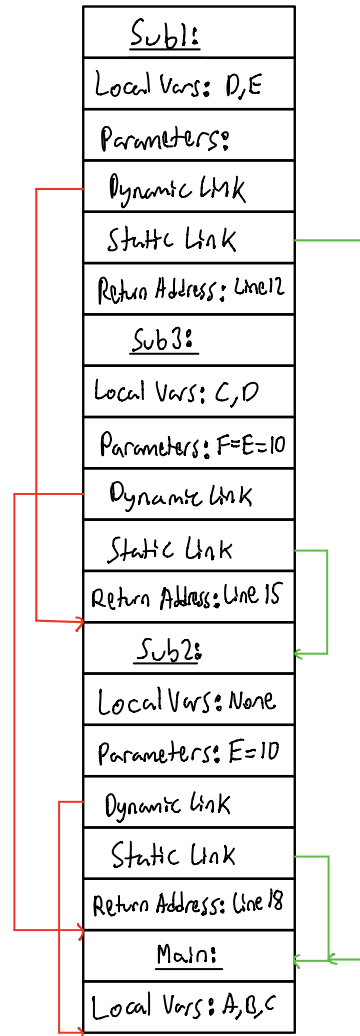 Sub1:
Local Vars: D,E
Parameters:
Dynamic Link
Static Link
Return Address: Line12
Sub3:
Local Vars: C,D
Parameters: F=E=10
Dynamic Link
Static Link
Return Address: Line 15
Sub2:
Local Vars: None
Parameters: E=10
Dynamic Link
Static Link
Return Address: Line 18
Main:
Local Vars: A,B,C